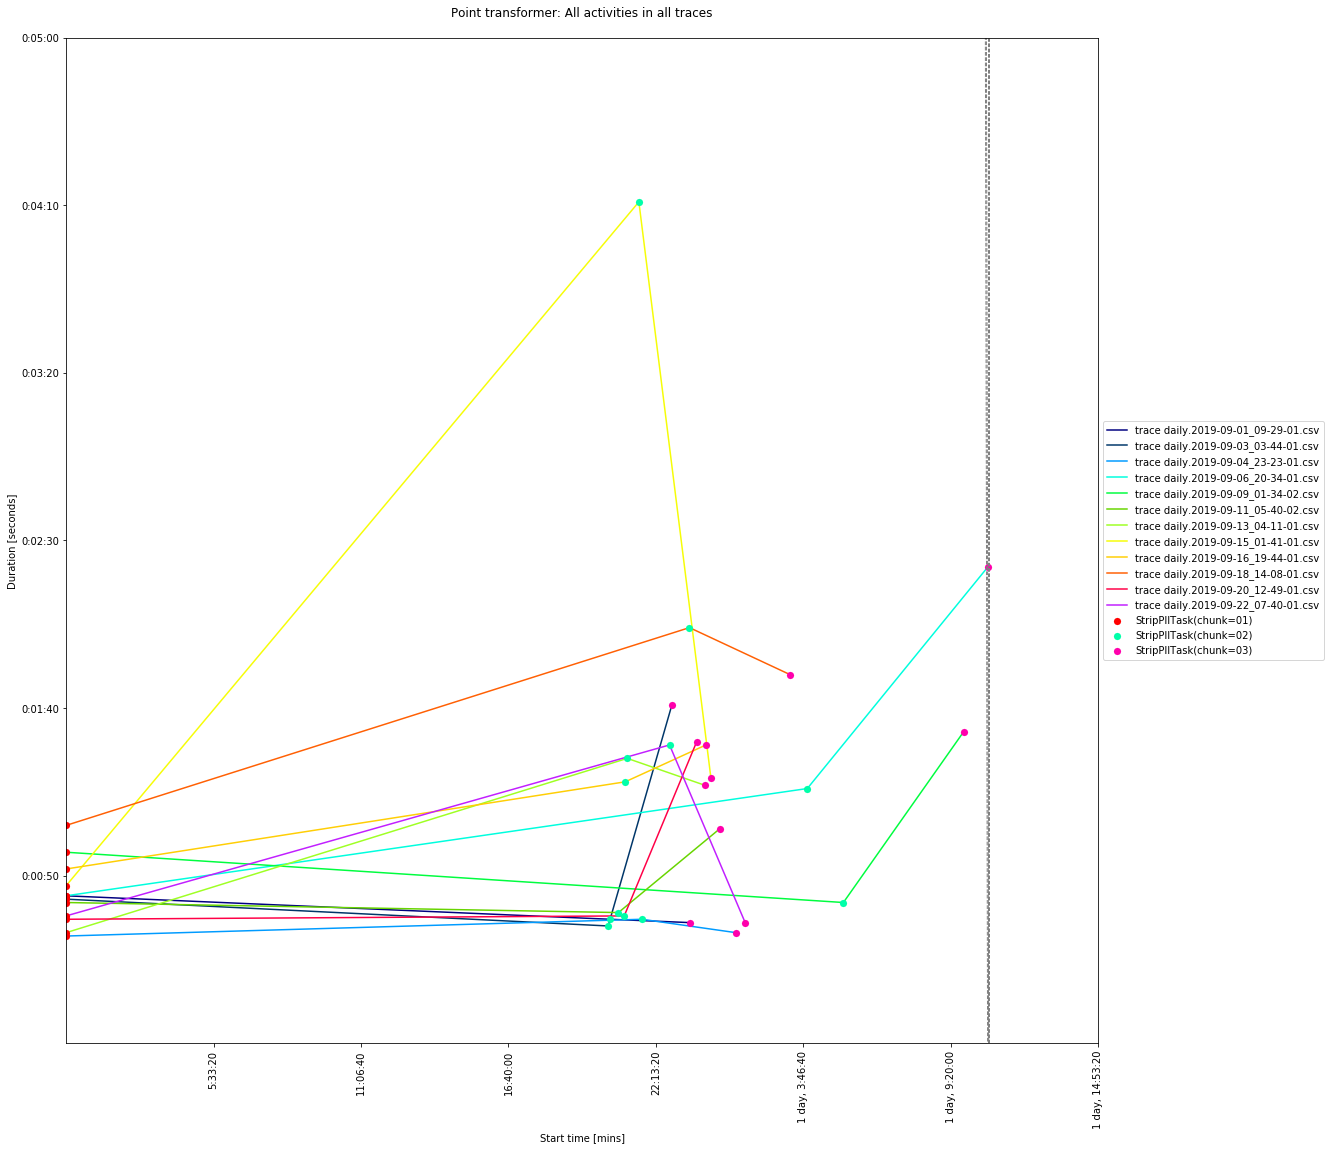 Point transformer: All activities in all traces
0:05:00
0:04:10
0:03:20
0:02:30
0:01:40
0:00:50
Duration [seconds]
5:33:20
11:06:40
16:40:00
22:13:20
1 day, 3:46:40
1 day, 9:20:00
1 day, 14:53:20
Start time [mins]
trace daily.2019-09-01_09-29-01.csv
trace daily.2019-09-03_03-44-01.csv
trace daily.2019-09-04_23-23-01.csv
trace daily.2019-09-06_20-34-01.csv
trace daily.2019-09-09_01-34-02.csv
trace daily.2019-09-11_05-40-02.csv
trace daily.2019-09-13_04-11-01.csv
trace daily.2019-09-15_01-41-01.csv
trace daily.2019-09-16_19-44-01.csv
trace daily.2019-09-18_14-08-01.csv
trace daily.2019-09-20_12-49-01.csv
trace daily.2019-09-22_07-40-01.csv
StripPIITask(chunk=01)
StripPIITask(chunk=02)
StripPIITask(chunk=03)